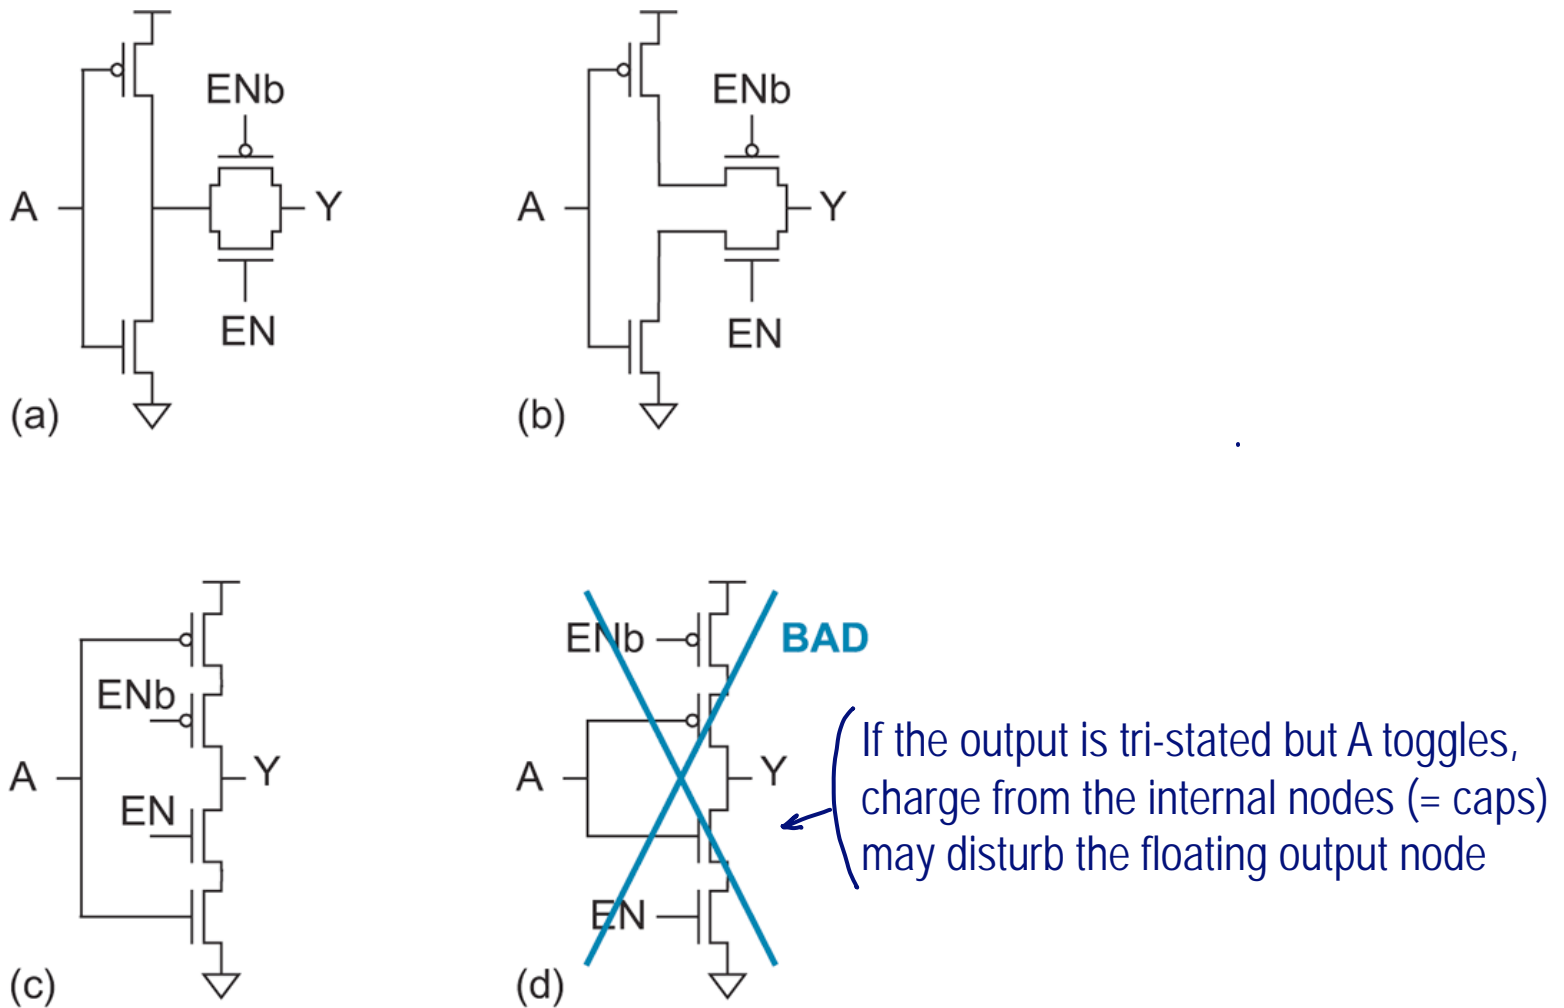 ENb
A
Y
EN
(a)
ENb
A
Y
EN
(b)
ENb
A
Y
EN
(c)
ENb
BAD
A
Y
EN
(d)
If the output is tri-stated but A toggles,
charge from the internal nodes (= caps)
may disturb the floating output node